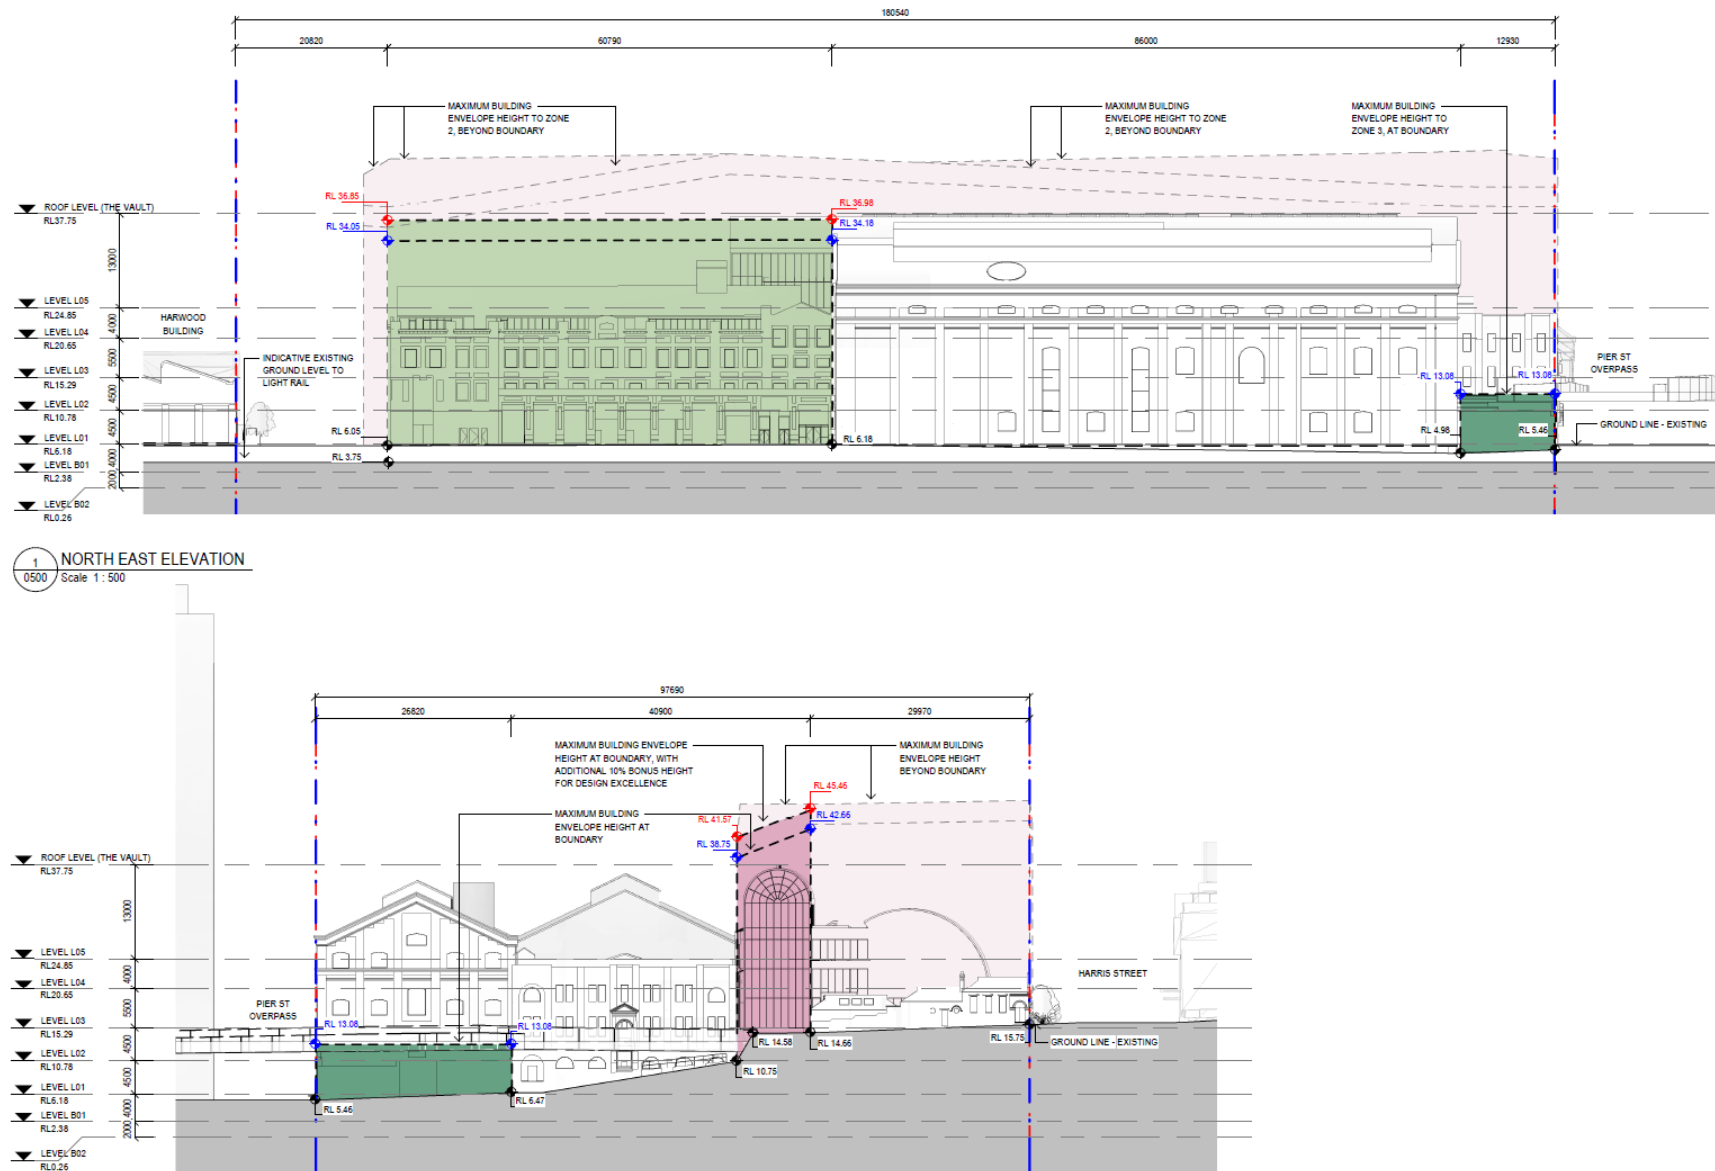 180540
20820 60790 86000 12930
MAXIMUM BUILDING
ENVELOPE HEIGHT TO ZONE
2, BEYOND BOUNDARY
MAXIMUM BUILDING
ENVELOPE HEIGHT TO ZONE
2, BEYOND BOUNDARY
MAXIMUM BUILDING
ENVELOPE HEIGHT TO
ZONE 3, AT BOUNDARY
RL 36.85
RL 34.05
RL 36.98
RL 34.18
ROOF LEVEL (THE VAULT)
RL37.75
13000
LEVEL L05
RL24.85
4000
LEVEL L04
RL20.65
5500
LEVEL L03
RL15.29
4500
LEVEL L02
RL10.78
4500
LEVEL L01
RL6.18
4000
LEVEL B01
RL2.38
2000
LEVEL B02
RL0.26
HARWOOD
BUILDING
INDICATIVE EXISTING
GROUND LEVEL TO
LIGHT RAIL
RL 6.05
RL 3.75
RL 6.18
RL 13.08
RL 13.08
RL 4.98
RL 5.46
PIER ST
OVERPASS
GROUND LINE - EXISTING
1
0500
NORTH EAST ELEVATION
Scale 1 : 500
97690
26820 40900 29970
MAXIMUM BUILDING ENVELOPE
HEIGHT AT BOUNDARY, WITH
ADDITIONAL 10% BONUS HEIGHT
FOR DESIGN EXCELLENCE
MAXIMUM BUILDING
ENVELOPE HEIGHT
BEYOND BOUNDARY
MAXIMUM BUILDING
ENVELOPE HEIGHT AT
BOUNDARY
RL 45.46
RL 42.66
RL 41.57
RL 38.75
ROOF LEVEL (THE VAULT)
RL37.75
13000
LEVEL L05
RL24.85
4000
LEVEL L04
RL20.65
5500
LEVEL L03
RL15.29
4500
LEVEL L02
RL10.78
4500
LEVEL L01
RL6.18
4000
LEVEL B01
RL2.38
2000
LEVEL B02
RL0.26
PIER ST
OVERPASS
RL 13.08
RL 13.08
RL 5.46
RL 6.47
RL 14.58
RL 14.66
RL 10.75
RL 15.75
HARRIS STREET
GROUND LINE - EXISTING